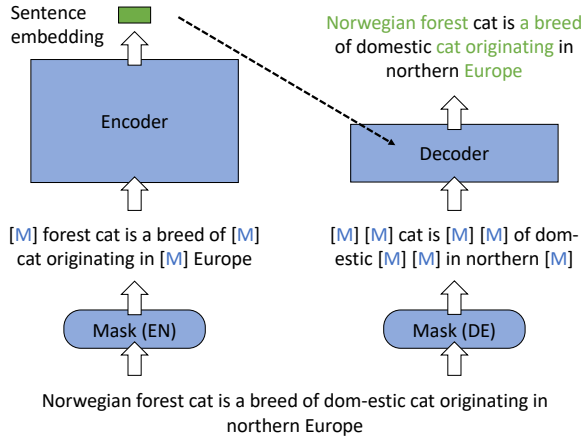 Sentence
embedding
Norwegian forest cat is a breed
of domestic cat originating in
northern Europe
Encoder
Decoder
[M] forest cat is a breed of [M]
cat originating in [M] Europe
[M] [M] cat is [M] [M] of dom-
estic [M] [M] in northern [M]
Mask (EN)
Mask (DE)
Norwegian forest cat is a breed of dom-estic cat originating in
northern Europe